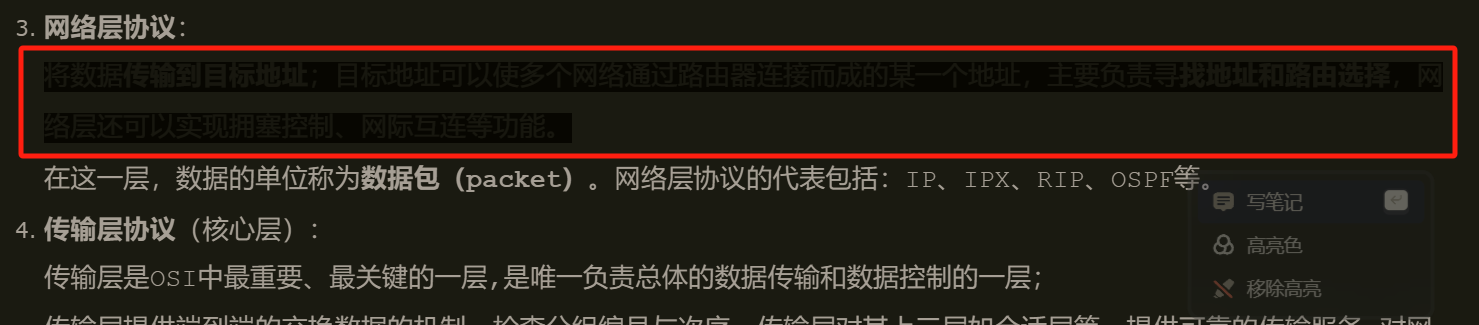 3. 网络层协议：
将数据传输到目标地址；目标地址可以使多个网络通过路由器连接而成的某一个地址，主要负责寻找地址和路由选择，网
络层还可以实现拥塞控制、网际互连等功能。
在这一层，数据的单位称为数据包（packet）。网络层协议的代表包括：IP、IPX、RIP、OSPF等。
写笔记
4. 传输层协议（核心层）：
高亮色
传输层是OSI中最重要、最关键的一层,是唯一负责总体的数据传输和数据控制的一层；
移除高亮